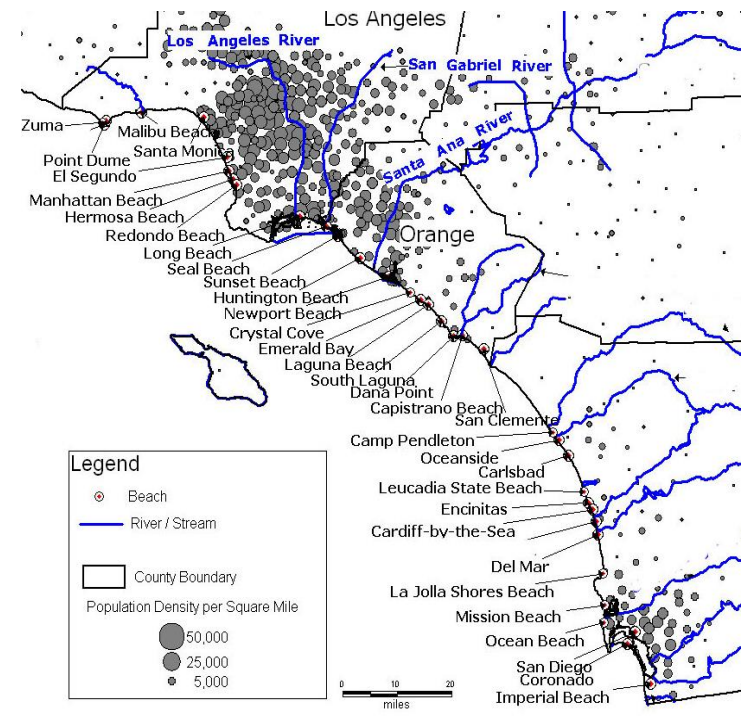 Los Angeles
Los Angeles River
San Gabriel River
Santa Ana River
Zuma
Malibu Beach
Santa Monica
Point Dume
El Segundo
Manhattan Beach
Hermosa Beach
Redondo Beach
Orange
Long Beach
Seal Beach
Sunset Beach
Huntington Beach
Newport Beach
Crystal Cove
Emerald Bay
Laguna Beach
South Laguna
Dana Point
Capistrano Beach
San Clemente
Camp Pendleton
Oceanside
Carlsbad
Leucadia State Beach
Encinitas
Cardiff-by-the-Sea
Del Mar
La Jolla Shores Beach
Mission Beach
Ocean Beach
San Diego
Coronado
Imperial Beach
Legend
Beach
River / Stream
County Boundary
Population Density per Square Mile
50,000
25,000
5,000
0 5 10 20
miles